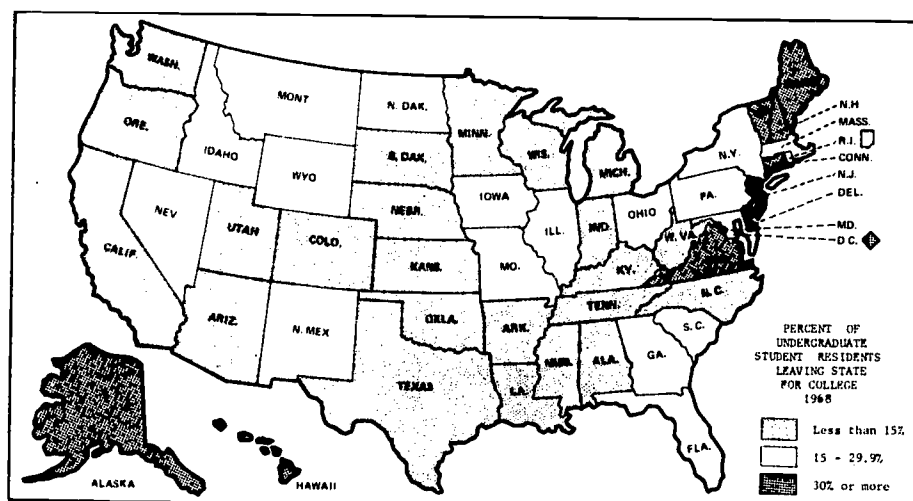 WASH.
MONT
N. DAK.
MINN.
ORE.
IDAHO
S. DAK.
WIS.
MICH.
N.Y.
N.H
MASS.
R.I.
CONN.
N.J.
DEL.
MD.
D C.
WYO
IOWA
PA.
NEV
NEBR.
ILL.
IND.
OHIO
W. VA.
UTAH
COLO.
CALIF.
KANS.
MO.
KY.
N. C.
TENN.
ARIZ.
N. MEX
OKLA.
ARK.
S. C.
MISS.
ALA.
GA.
TEXAS
LA.
FLA.
ALASKA
HAWAII
PERCENT OF
UNDERGRADUATE
STUDENT RESIDENTS
LEAVING STATE
FOR COLLEGE
1968
Less than 15%
15 - 29.9%
30% or more